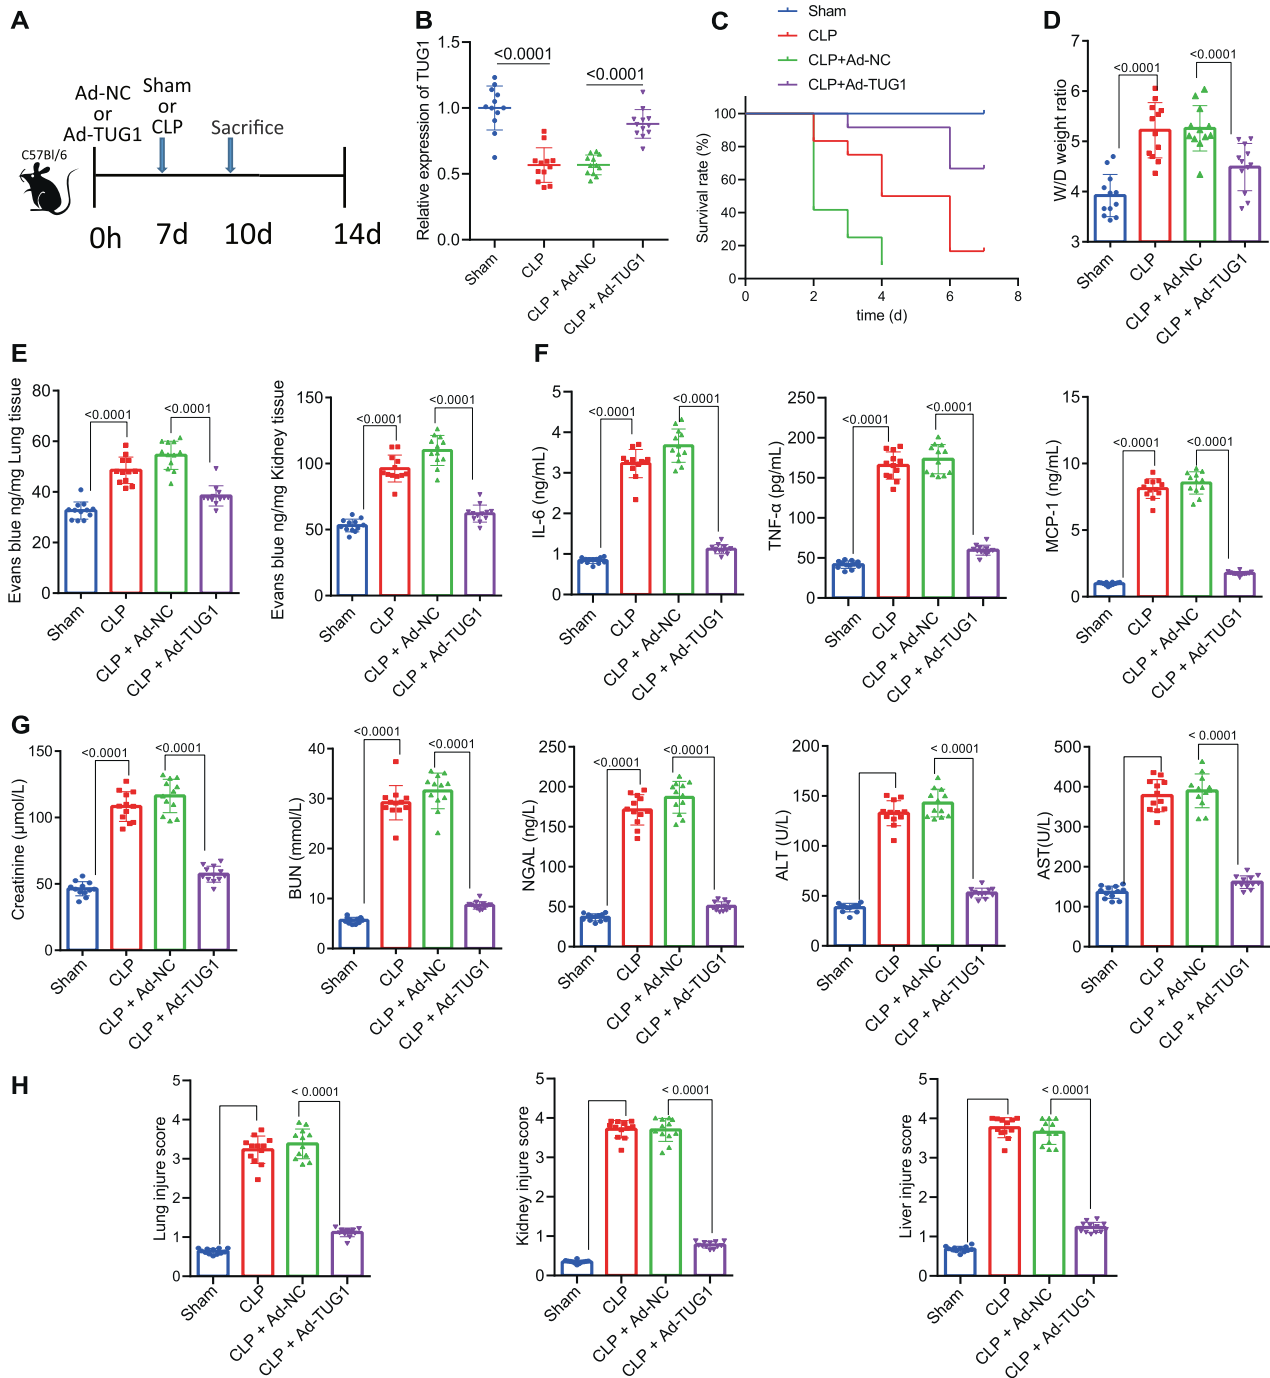 A
Ad-NC
or
Ad-TUG1
Sham
or
CLP
Sacrifice
C57Bl/6
0h
7d
10d
14d
B
Relative expression of TUG1
1.5
1.0
0.5
0.0
<0.0001
<0.0001
Sham
CLP
CLP + Ad-NC
CLP + Ad-TUG1
C
Sham
CLP
CLP+Ad-NC
CLP+Ad-TUG1
Survival rate (%)
100
80
60
40
20
0
0
2
4
6
8
time (d)
D
W/D weight ratio
7
6
5
4
3
<0.0001
<0.0001
Sham
CLP
CLP + Ad-NC
CLP + Ad-TUG1
E
Evans blue ng/mg Lung tissue
80
60
40
20
0
<0.0001
<0.0001
Sham
CLP
CLP + Ad-NC
CLP + Ad-TUG1
Evans blue ng/mg Kidney tissue
150
100
50
0
<0.0001
<0.0001
Sham
CLP
CLP + Ad-NC
CLP + Ad-TUG1
F
IL-6 (ng/mL)
5
4
3
2
1
0
<0.0001
<0.0001
Sham
CLP
CLP + Ad-NC
CLP + Ad-TUG1
TNF-α (pg/mL)
250
200
150
100
50
0
<0.0001
<0.0001
Sham
CLP
CLP + Ad-NC
CLP + Ad-TUG1
MCP-1 (ng/mL)
15
10
5
0
<0.0001
<0.0001
Sham
CLP
CLP + Ad-NC
CLP + Ad-TUG1
G
Creatinine (μmol/L)
150
100
50
0
<0.0001
<0.0001
Sham
CLP
CLP + Ad-NC
CLP + Ad-TUG1
BUN (mmol/L)
40
30
20
10
0
<0.0001
<0.0001
Sham
CLP
CLP + Ad-NC
CLP + Ad-TUG1
NGAL (ng/L)
250
200
150
100
50
0
<0.0001
<0.0001
Sham
CLP
CLP + Ad-NC
CLP + Ad-TUG1
ALT (U/L)
200
150
100
50
0
< 0.0001
Sham
CLP
CLP + Ad-NC
CLP + Ad-TUG1
AST(U/L)
500
400
300
200
100
0
< 0.0001
Sham
CLP
CLP + Ad-NC
CLP + Ad-TUG1
H
Lung injure score
5
4
3
2
1
0
< 0.0001
Sham
CLP
CLP + Ad-NC
CLP + Ad-TUG1
Kidney injure score
5
4
3
2
1
0
< 0.0001
Sham
CLP
CLP + Ad-NC
CLP + Ad-TUG1
Liver injure score
5
4
3
2
1
0
< 0.0001
Sham
CLP
CLP + Ad-NC
CLP + Ad-TUG1